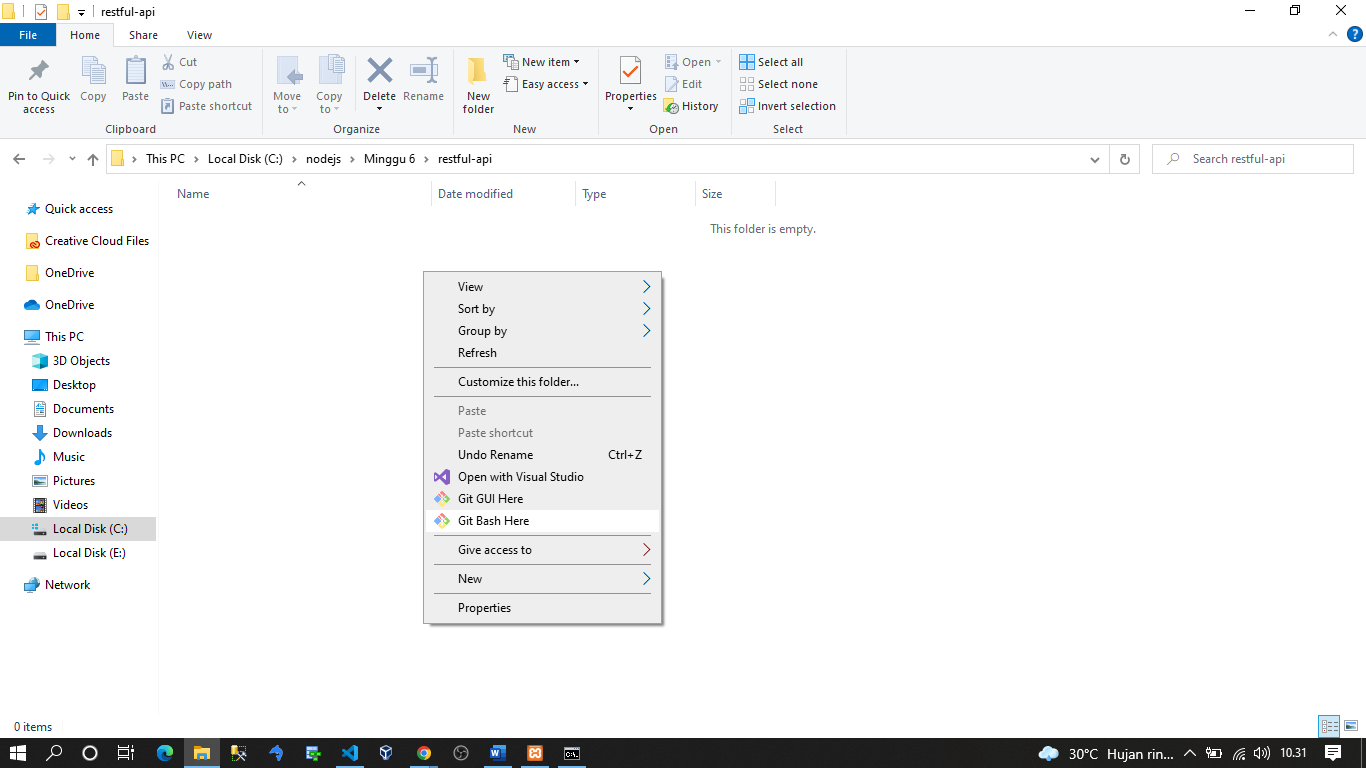 restful-api
File Home Share View
Pin to Quick access
Copy
Paste
Cut
Copy path
Paste shortcut
Clipboard
Move to
Copy to
Delete
Rename
Organize
New folder
New item
Easy access
New
Properties
Open
Edit
History
Open
Select all
Select none
Invert selection
Select
This PC Local Disk (C:) nodejs Minggu 6 restful-api
Search restful-api
Name Date modified Type Size
This folder is empty.
Quick access
Creative Cloud Files
OneDrive
OneDrive
This PC
3D Objects
Desktop
Documents
Downloads
Music
Pictures
Videos
Local Disk (C:)
Local Disk (E:)
Network
View
Sort by
Group by
Refresh
Customize this folder...
Paste
Paste shortcut
Undo Rename Ctrl+Z
Open with Visual Studio
Git GUI Here
Git Bash Here
Give access to
New
Properties
0 items
30°C Hujan rin... 10.31